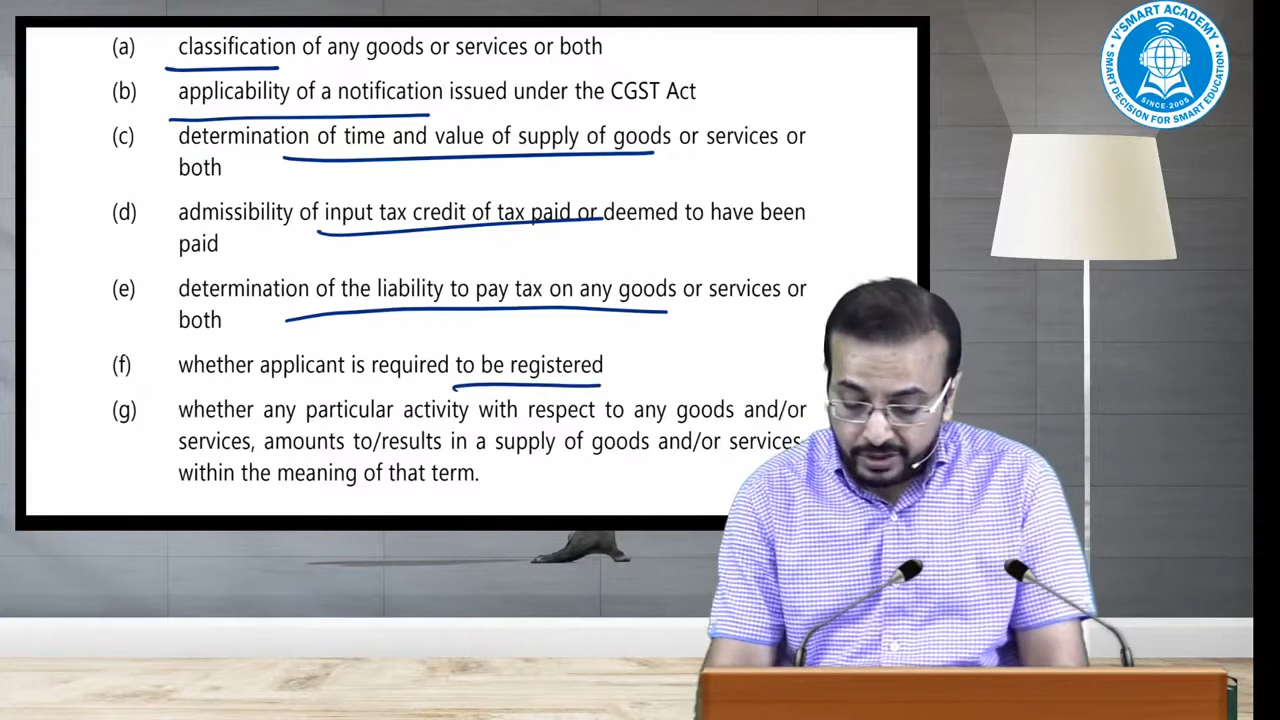 (a) classification of any goods or services or both
(b) applicability of a notification issued under the CGST Act
(c) determination of time and value of supply of goods or services or
both
(d) admissibility of input tax credit of tax paid or deemed to have been
paid
(e) determination of the liability to pay tax on any goods or services or
both
(f) whether applicant is required to be registered
(g) whether any particular activity with respect to any goods and/or
services, amounts to/results in a supply of goods and/or services,
within the meaning of that term.
V'SMART ACADEMY
SINCE-2005
SMART DECISION FOR SMART EDUCATION